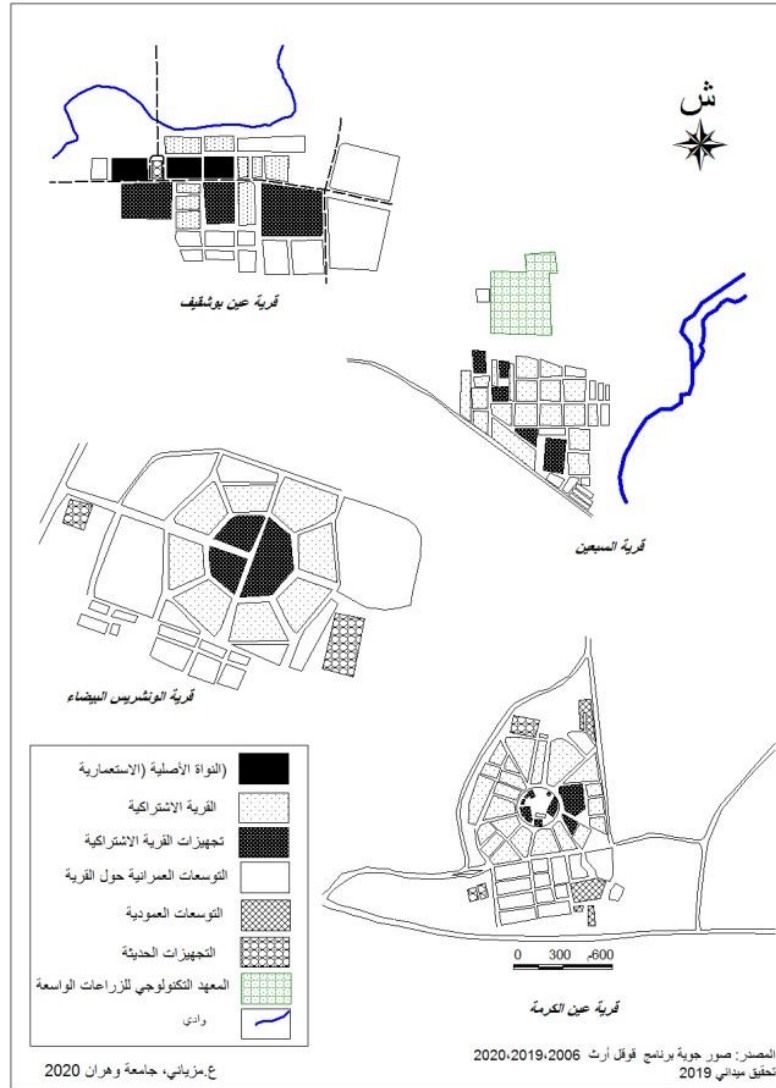 ش
قرية عين بوشقيف
قرية السبعين
قرية الونشريس البيضاء
النواة الأصلية (الاستعمارية)
القرية الاشتراكية
تجهيزات القرية الاشتراكية
التوسعات العمرانية حول القرية
التوسعات العمودية
التجهيزات الحديثة
المعهد التكنولوجي للزراعات الواسعة
وادي
0 300 600م
قرية عين الكرمة
المصدر: صور جوية برنامج قوقل أرث 2006،2019،2020
تحقيق ميداني 2019
ع.مزياني، جامعة وهران 2020